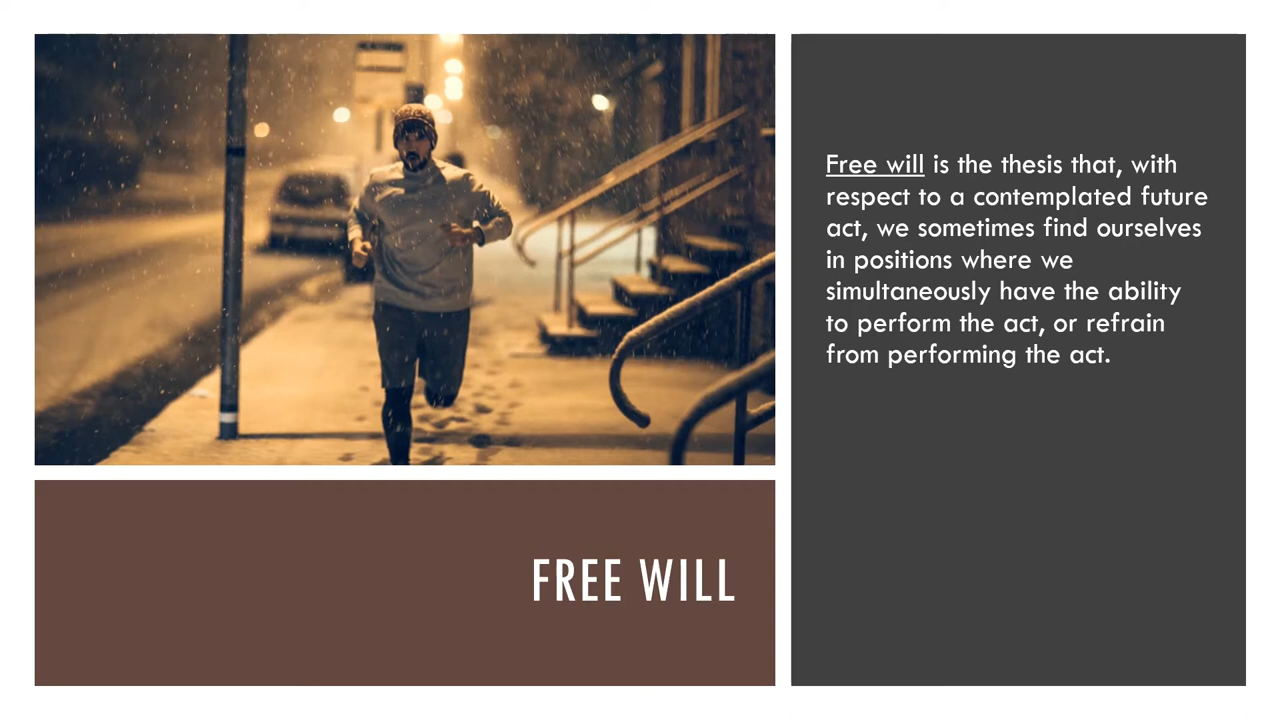 Free will is the thesis that, with
respect to a contemplated future
act, we sometimes find ourselves
in positions where we
simultaneously have the ability
to perform the act, or refrain
from performing the act.
FREE WILL